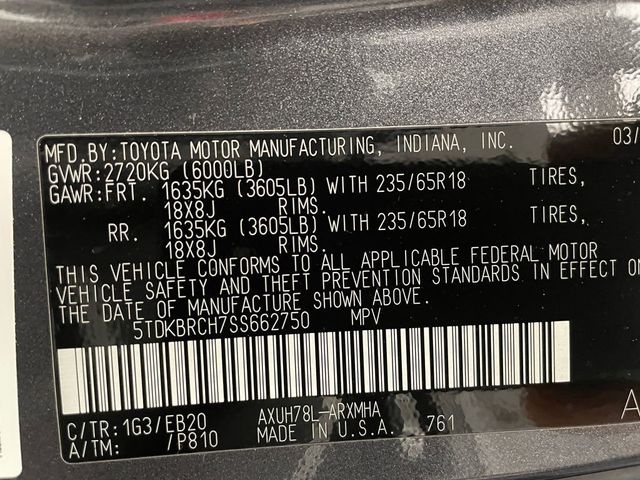 MFD.BY:TOYOTA MOTOR MANUFACTURING, INDIANA, INC. 03/
GVWR:2720KG (6000LB)
GAWR:FRT. 1635KG (3605LB) WITH 235/65R18 TIRES,
18X8J RIMS.
RR. 1635KG (3605LB) WITH 235/65R18 TIRES,
18X8J RIMS.
THIS VEHICLE CONFORMS TO ALL APPLICABLE FEDERAL MOTOR
VEHICLE SAFETY AND THEFT PREVENTION STANDARDS IN EFFECT ON
THE DATE OF MANUFACTURE SHOWN ABOVE.
5TDKBRCH7SS662750 MPV
C/TR:1G3/EB20 AXUH78L-ARXMHA A
A/TM: /P810 MADE IN U.S.A. 761